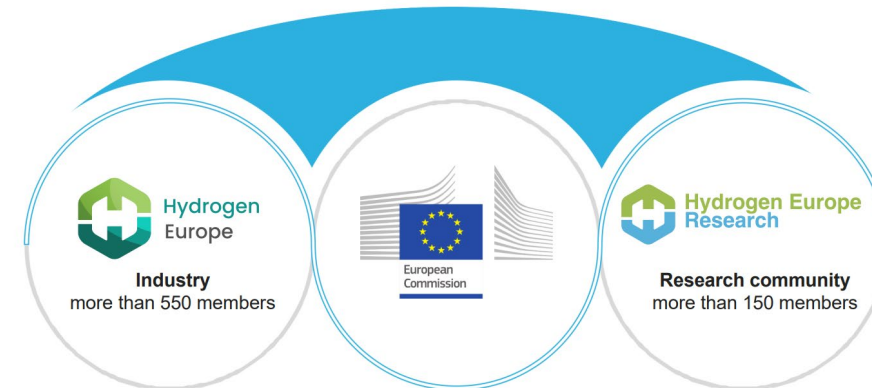 Hydrogen
Europe
Industry
more than 550 members
European
Commission
Hydrogen Europe
Research
Research community
more than 150 members